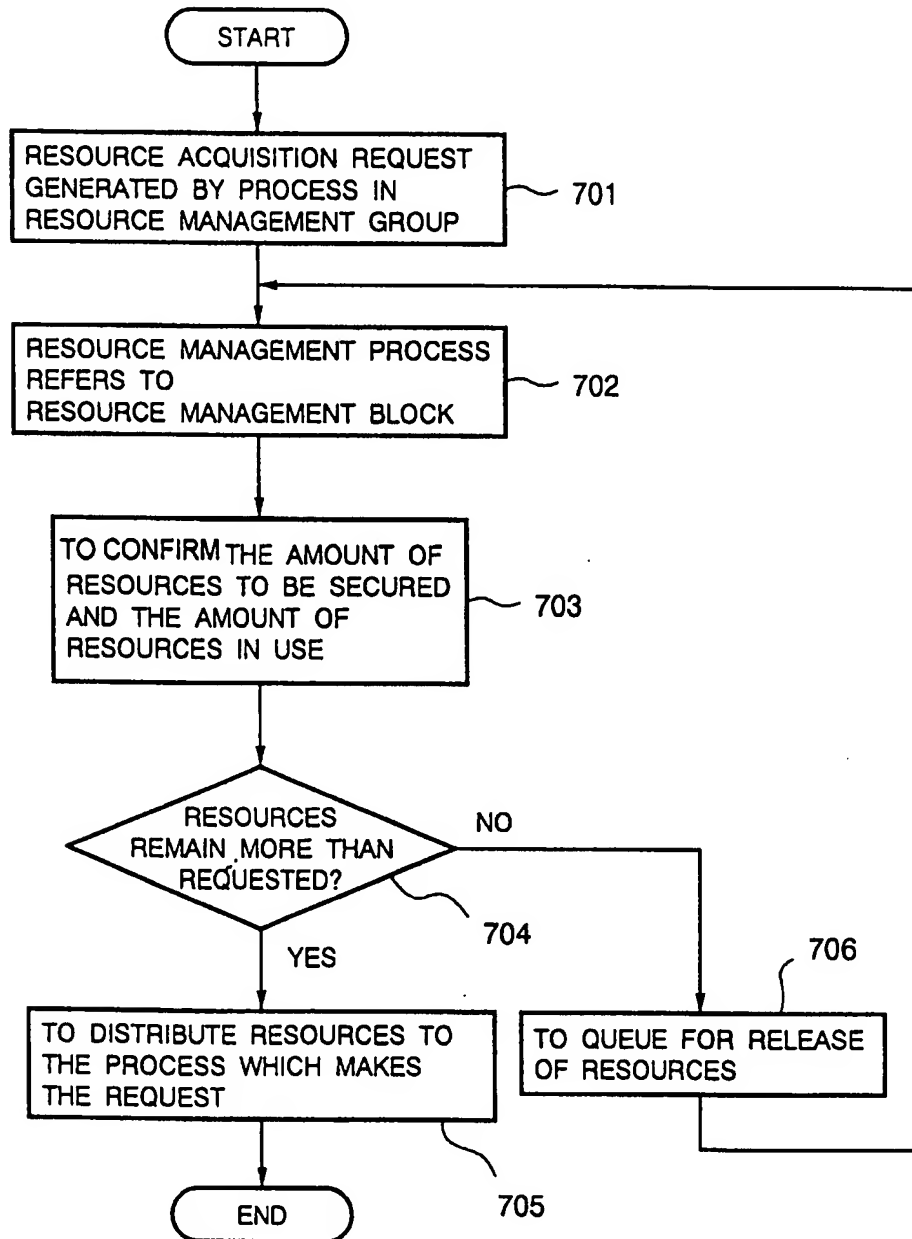 START
RESOURCE ACQUISITION REQUEST
GENERATED BY PROCESS IN
RESOURCE MANAGEMENT GROUP
701
RESOURCE MANAGEMENT PROCESS
REFERS TO
RESOURCE MANAGEMENT BLOCK
702
TO CONFIRM THE AMOUNT OF
RESOURCES TO BE SECURED
AND THE AMOUNT OF
RESOURCES IN USE
703
RESOURCES
REMAIN MORE THAN
REQUESTED?
NO
704
YES
706
TO DISTRIBUTE RESOURCES TO
THE PROCESS WHICH MAKES
THE REQUEST
TO QUEUE FOR RELEASE
OF RESOURCES
705
END